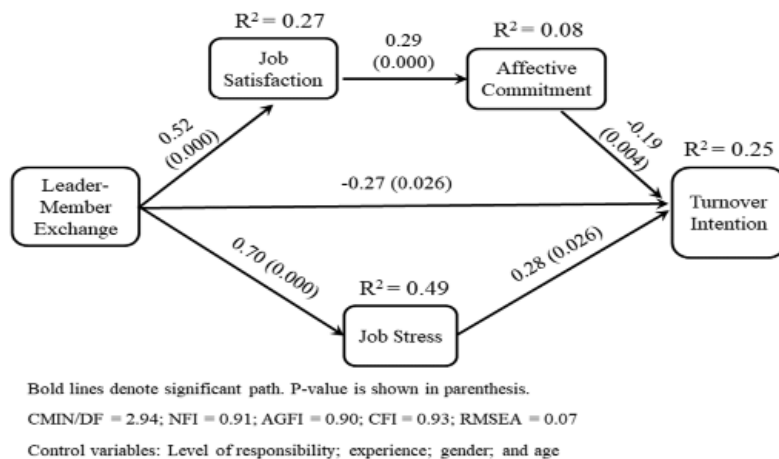 R² = 0.27
Job
Satisfaction
0.29
(0.000)
R² = 0.08
Affective
Commitment
0.52
(0.000)
-0.19
(0.004)
R² = 0.25
Leader-
Member
Exchange
-0.27 (0.026)
Turnover
Intention
0.70 (0.000)
0.28 (0.026)
R² = 0.49
Job Stress
Bold lines denote significant path. P-value is shown in parenthesis.
CMIN/DF = 2.94; NFI = 0.91; AGFI = 0.90; CFI = 0.93; RMSEA = 0.07
Control variables: Level of responsibility; experience; gender; and age